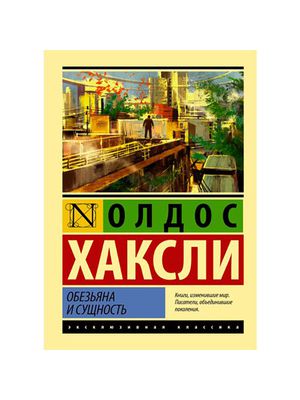 N ОЛДОС
ХАКСЛИ
ОБЕЗЬЯНА
И СУЩНОСТЬ
Книги, изменившие мир.
Писатели, объединившие
поколения.
ЭКСКЛЮЗИВНАЯ КЛАССИКА